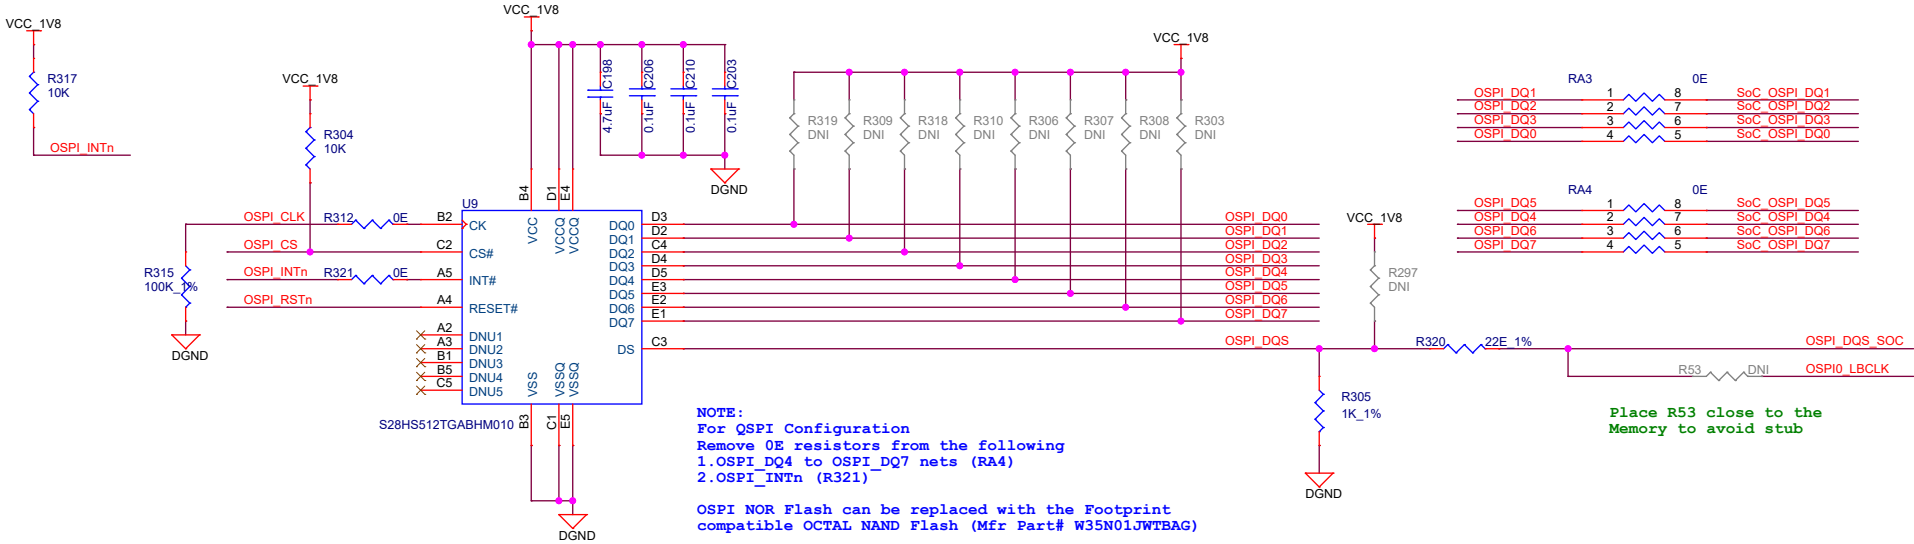 VCC_1V8
R317
10K
OSPI_INTn
VCC_1V8
R304
10K
VCC_1V8
C198
4.7uF
C206
0.1uF
C210
0.1uF
C203
0.1uF
DGND
VCC_1V8
R319
DNI
R309
DNI
R318
DNI
R310
DNI
R306
DNI
R307
DNI
R308
DNI
R303
DNI
RA3 0E
OSPI_DQ1 1 8 SoC_OSPI_DQ1
OSPI_DQ2 2 7 SoC_OSPI_DQ2
OSPI_DQ3 3 6 SoC_OSPI_DQ3
OSPI_DQ0 4 5 SoC_OSPI_DQ0
RA4 0E
OSPI_DQ5 1 8 SoC_OSPI_DQ5
OSPI_DQ4 2 7 SoC_OSPI_DQ4
OSPI_DQ6 3 6 SoC_OSPI_DQ6
OSPI_DQ7 4 5 SoC_OSPI_DQ7
U9
B4
D1
E4
VCC
VCCQ
VCCQ
OSPI_CLK R312 0E B2 CK
OSPI_CS C2 CS#
OSPI_INTn R321 0E A5 INT#
OSPI_RSTn A4 RESET#
R315
100K_1%
DGND
A2 DNU1
A3 DNU2
B1 DNU3
B5 DNU4
C5 DNU5
DQ0 D3 OSPI_DQ0
DQ1 D2 OSPI_DQ1
DQ2 C4 OSPI_DQ2
DQ3 D4 OSPI_DQ3
DQ4 D5 OSPI_DQ4
DQ5 E3 OSPI_DQ5
DQ6 E2 OSPI_DQ6
DQ7 E1 OSPI_DQ7
DS C3 OSPI_DQS
VSS
VSSQ
VSSQ
B3
C1
E5
S28HS512TGABHM010
DGND
VCC_1V8
R297
DNI
R320 22E_1% OSPI_DQS_SOC
R53 DNI OSPI0_LBCLK
R305
1K_1%
DGND
Place R53 close to the
Memory to avoid stub
NOTE:
For QSPI Configuration
Remove 0E resistors from the following
1.OSPI_DQ4 to OSPI_DQ7 nets (RA4)
2.OSPI_INTn (R321)
OSPI NOR Flash can be replaced with the Footprint
compatible OCTAL NAND Flash (Mfr Part# W35N01JWTBAG)